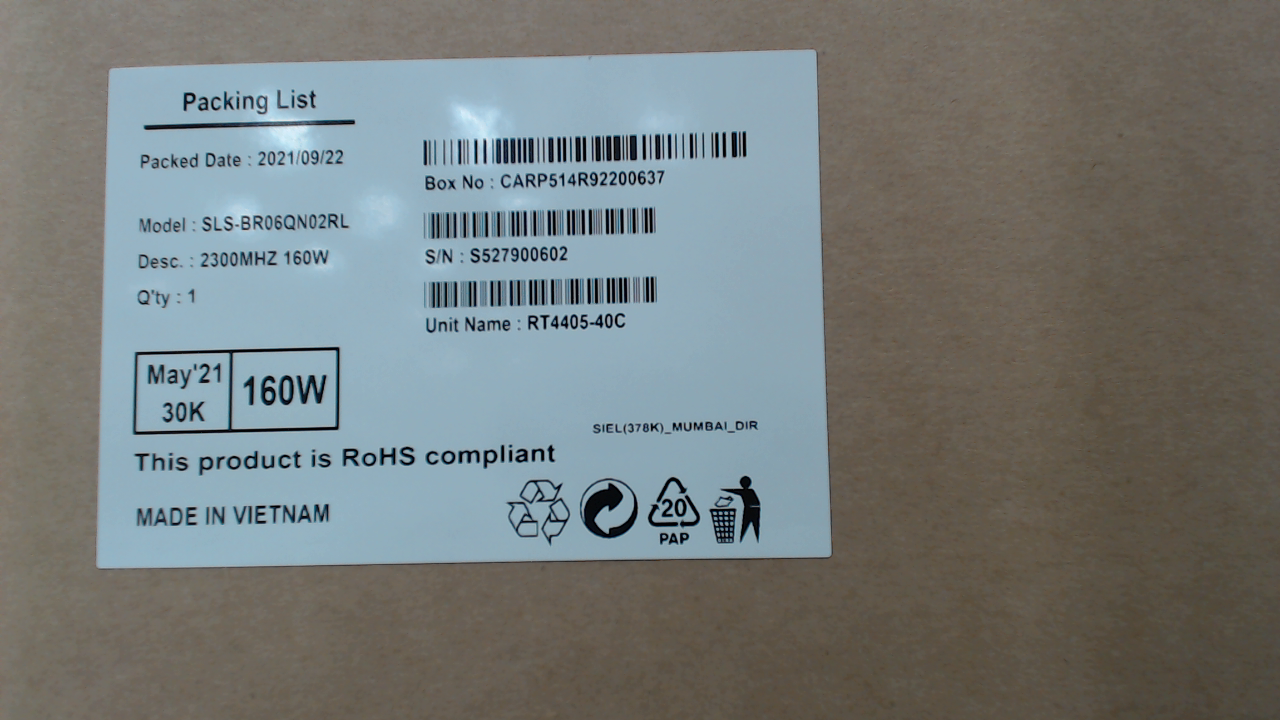 Packing List
Packed Date : 2021/09/22
Box No : CARP514R92200637
Model : SLS-BR06QN02RL
Desc. : 2300MHZ 160W
S/N : S527900602
Q'ty : 1
Unit Name : RT4405-40C
May'21
30K
160W
SIEL(378K)_MUMBAI_DIR
This product is RoHS compliant
MADE IN VIETNAM
20
PAP